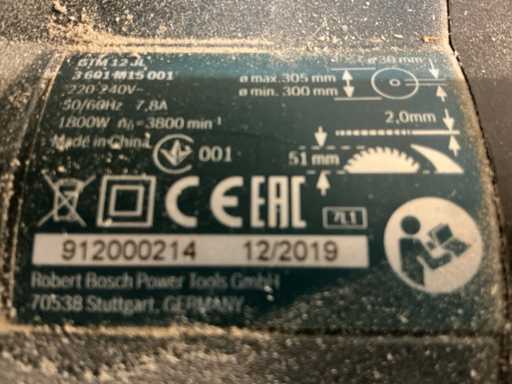 GTM 12 JL
3 601 M15 001
220-240V~
50/60Hz 7,8A
1800W n₀=3800 min⁻¹
Made in China
001
ø 30 mm
ø max.305 mm
ø min. 300 mm
2,0mm
51 mm
CE EAC
7L1
912000214 12/2019
Robert Bosch Power Tools GmbH
70538 Stuttgart, GERMANY